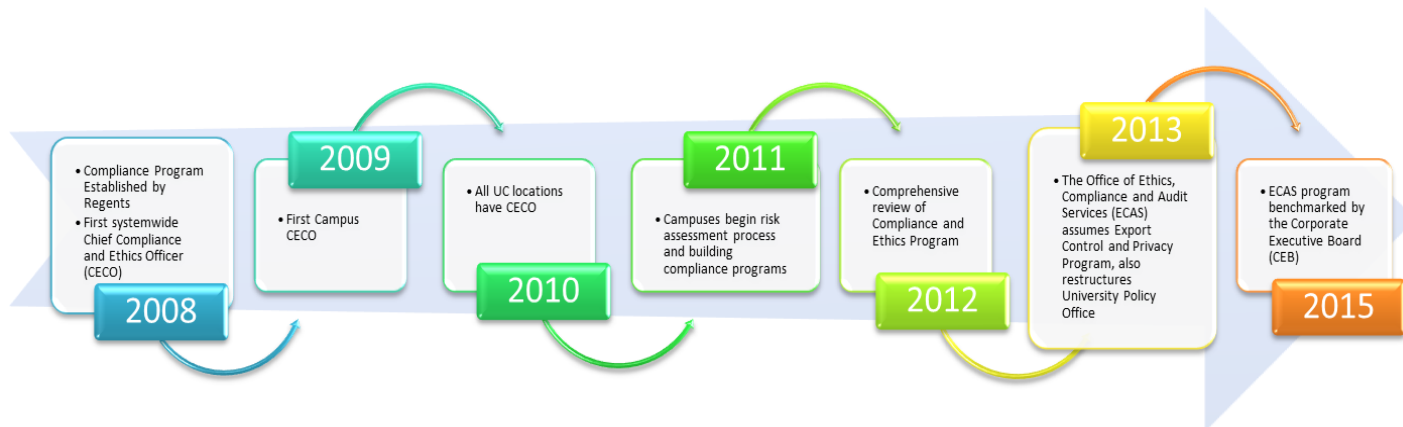 • Compliance Program
Established by
Regents
• First systemwide
Chief Compliance
and Ethics Officer
(CECO)
2008
2009
• First Campus
CECO
• All UC locations
have CECO
2010
2011
• Campuses begin risk
assessment process
and building
compliance programs
• Comprehensive
review of
Compliance and
Ethics Program
2012
2013
• The Office of Ethics,
Compliance and Audit
Services (ECAS)
assumes Export
Control and Privacy
Program, also
restructures
University Policy
Office
• ECAS program
benchmarked by
the Corporate
Executive Board
(CEB)
2015